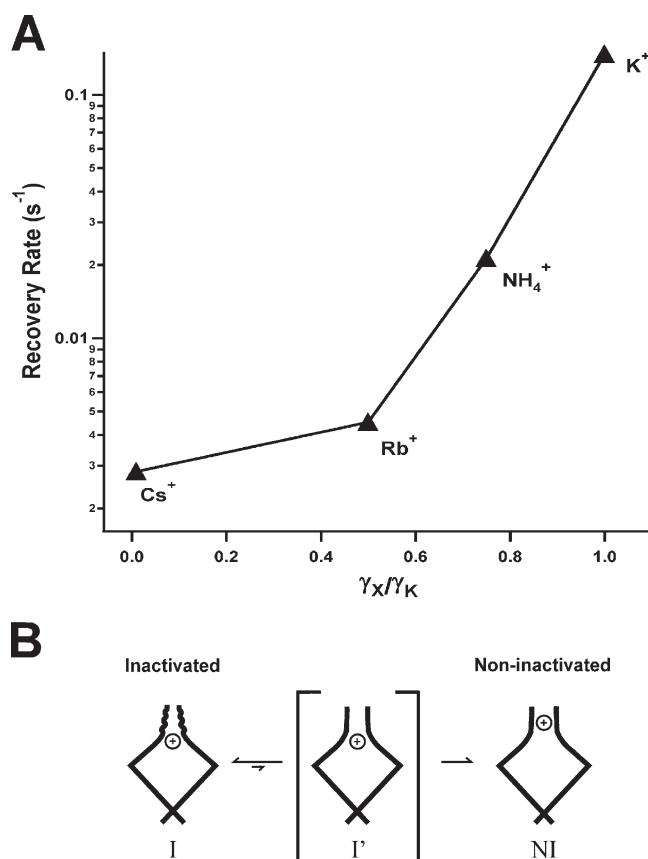 A
Recovery Rate (s⁻¹)
0.1
9
8
7
6
5
4
3
2
0.01
9
8
7
6
5
4
3
2
K⁺
NH₄⁺
Rb⁺
Cs⁺
0.0 0.2 0.4 0.6 0.8 1.0
γX/γK
B
Inactivated Non-inactivated
+ + +
I I' NI